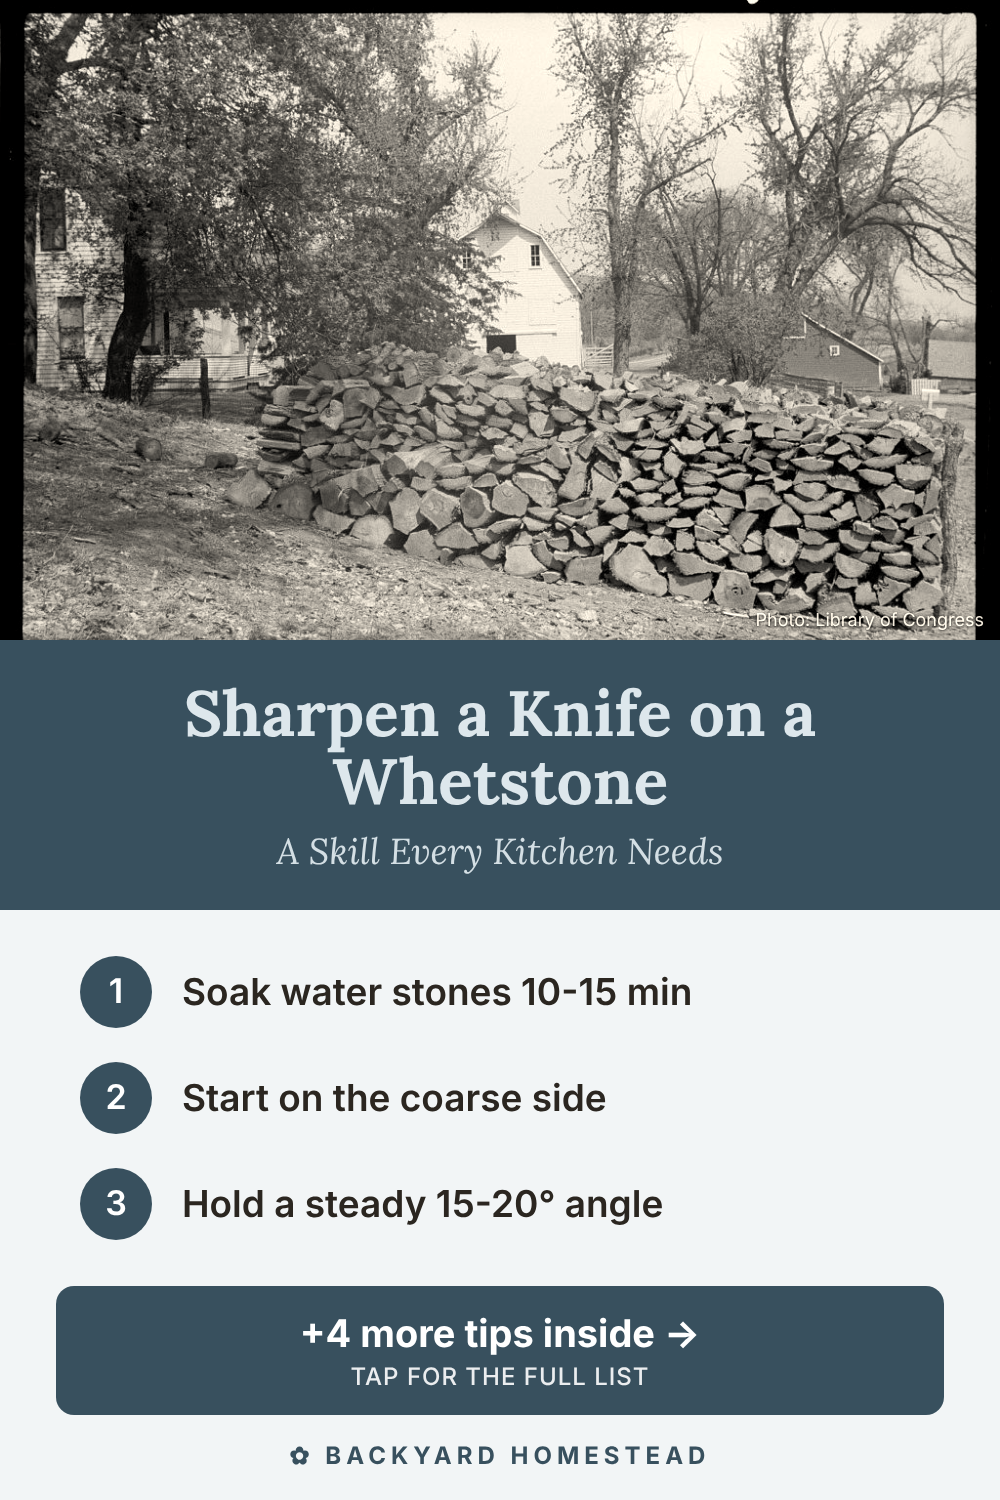 Photo: Library of Congress
Sharpen a Knife on a
Whetstone
A Skill Every Kitchen Needs
1 Soak water stones 10-15 min
2 Start on the coarse side
3 Hold a steady 15-20° angle
+4 more tips inside →
TAP FOR THE FULL LIST
✿ BACKYARD HOMESTEAD